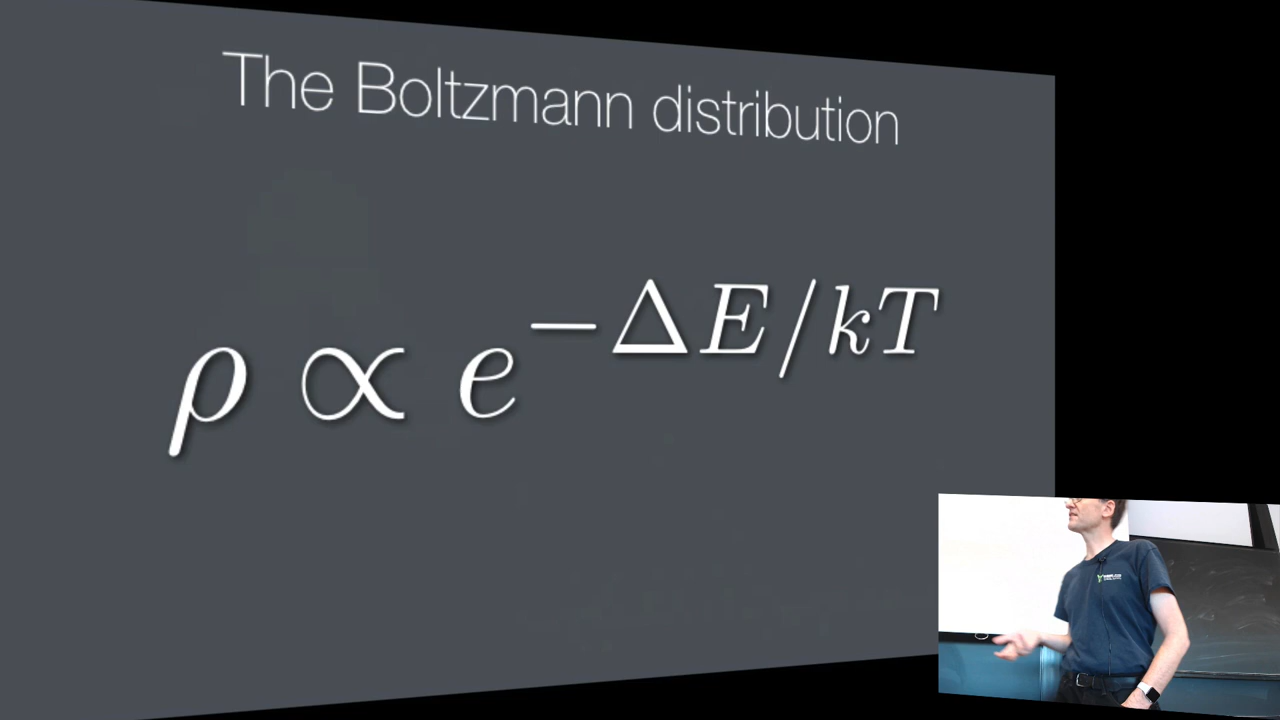 The Boltzmann distribution
ρ ∝ e^{−ΔE/kT}